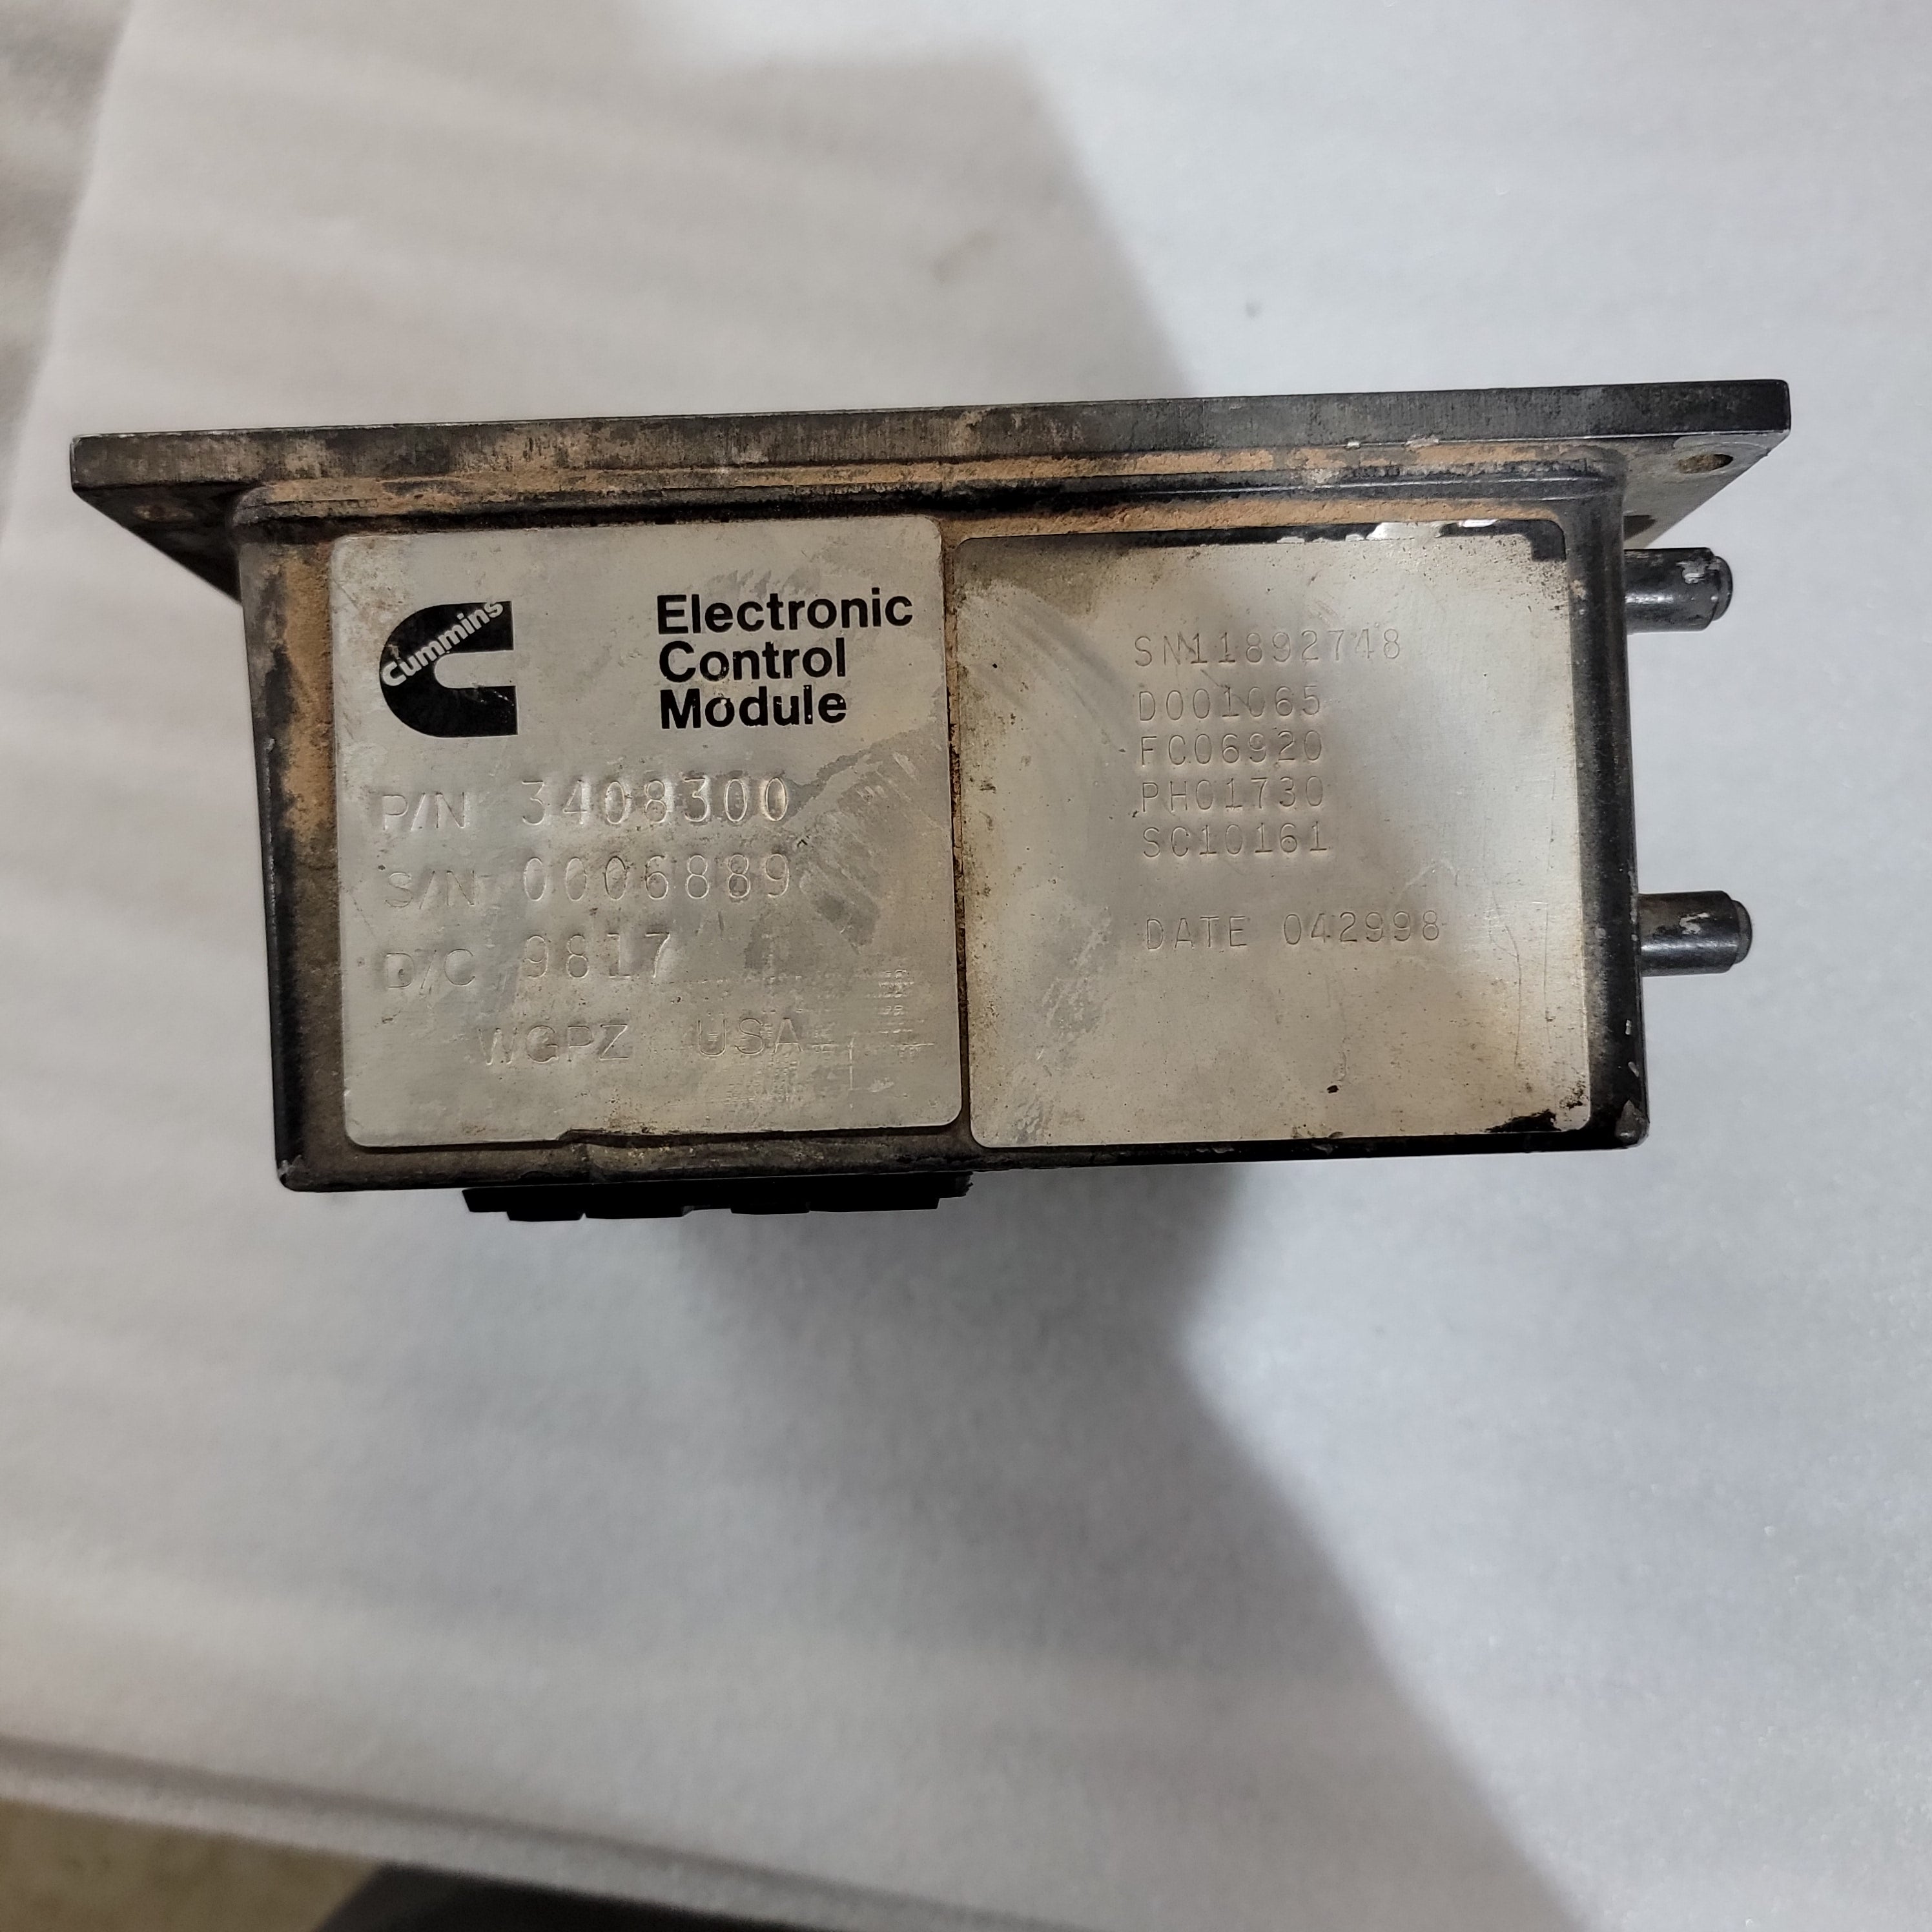 Cummins
Electronic
Control
Module
P/N 3408300
S/N 0006889
D/C 9817
WGPZ USA
SN11892748
D001065
FC06920
PH01730
SC10161
DATE 042998